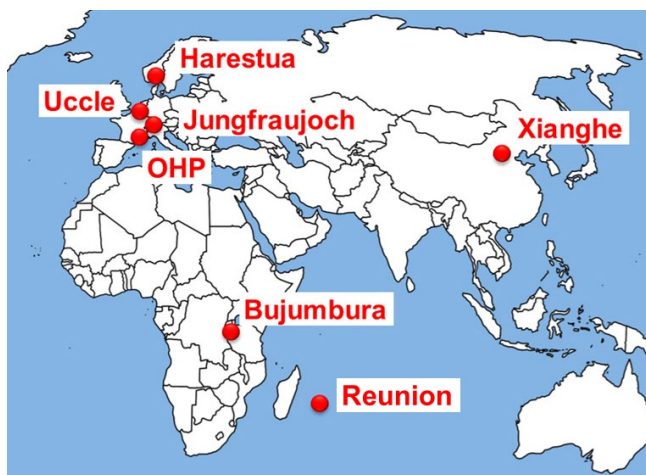 Harestua
Uccle
Jungfraujoch
Xianghe
OHP
Bujumbura
Reunion